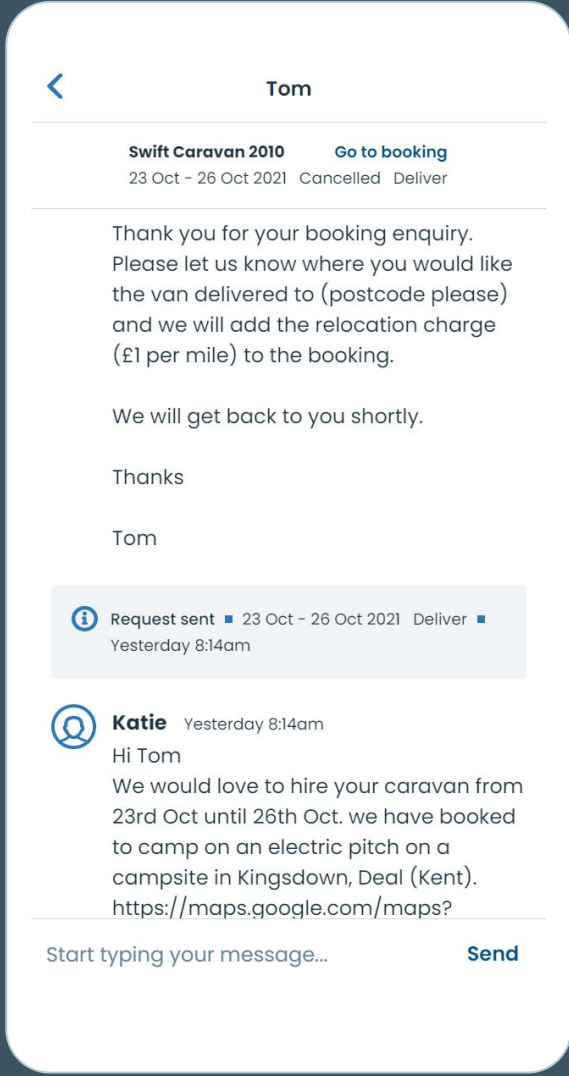 Tom
Swift Caravan 2010 Go to booking
23 Oct - 26 Oct 2021 Cancelled Deliver
Thank you for your booking enquiry.
Please let us know where you would like
the van delivered to (postcode please)
and we will add the relocation charge
(£1 per mile) to the booking.
We will get back to you shortly.
Thanks
Tom
Request sent ▪ 23 Oct - 26 Oct 2021 Deliver ▪
Yesterday 8:14am
Katie Yesterday 8:14am
Hi Tom
We would love to hire your caravan from
23rd Oct until 26th Oct. we have booked
to camp on an electric pitch on a
campsite in Kingsdown, Deal (Kent).
https://maps.google.com/maps?
Start typing your message... Send